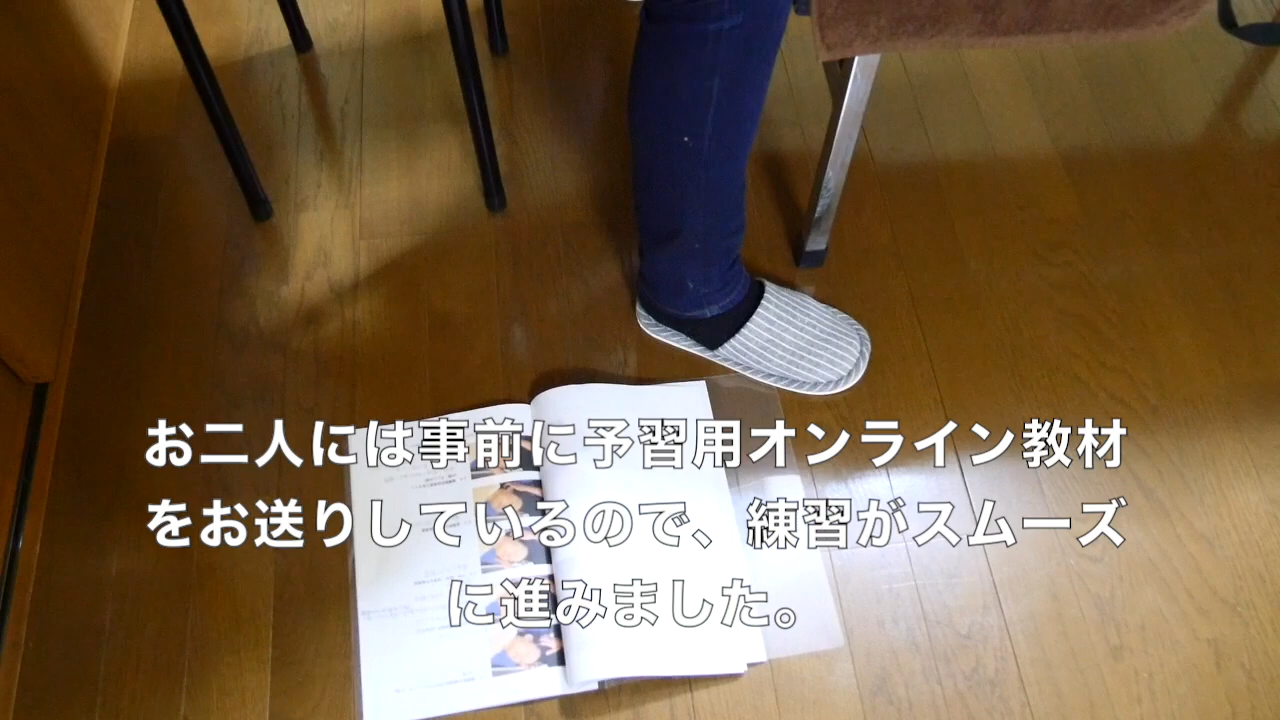 お二人には事前に予習用オンライン教材
をお送りしているので、練習がスムーズ
に進みました。